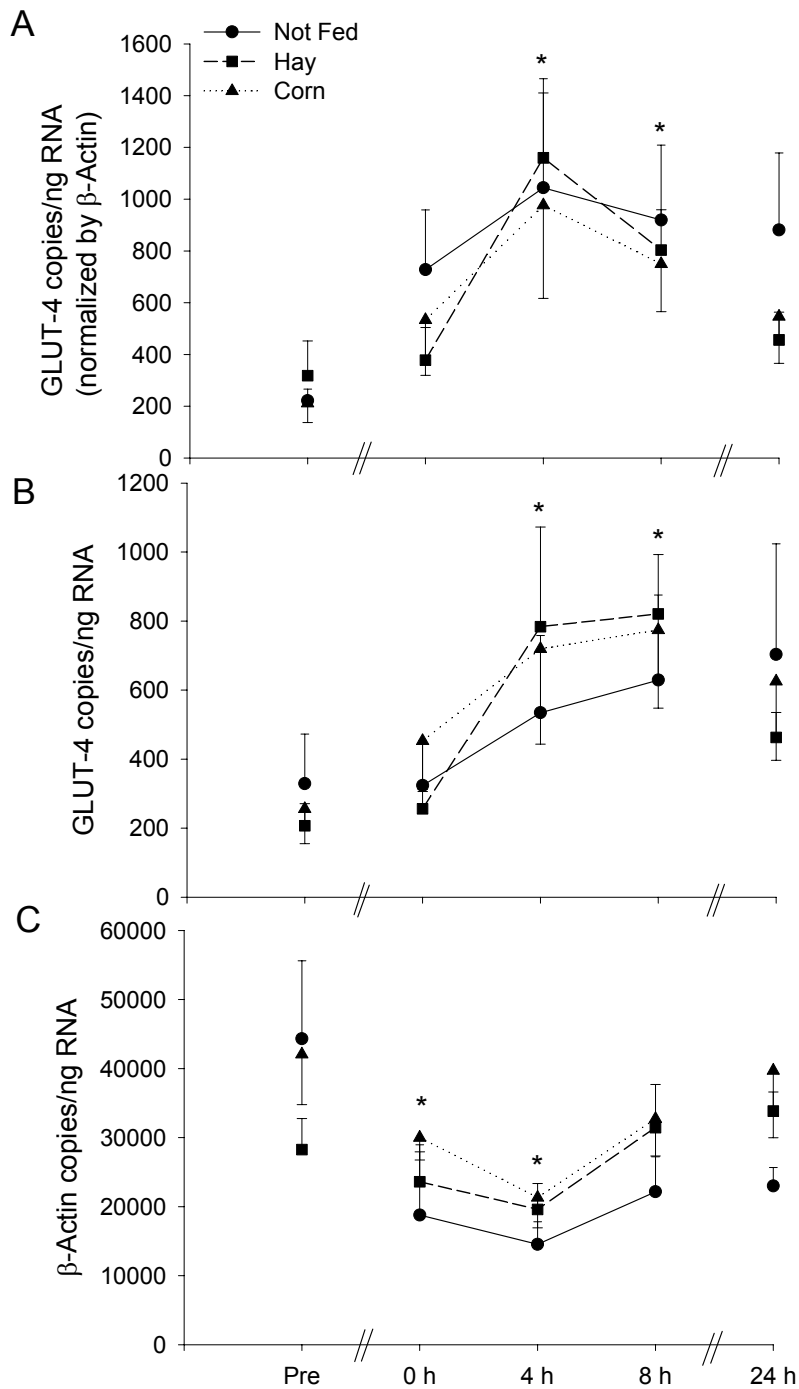 A
Not Fed
Hay
Corn
GLUT-4 copies/ng RNA
(normalized by β-Actin)
1600
1400
1200
1000
800
600
400
200
0
*
*
B
GLUT-4 copies/ng RNA
1200
1000
800
600
400
200
0
*
*
C
β-Actin copies/ng RNA
60000
50000
40000
30000
20000
10000
0
*
*
Pre 0 h 4 h 8 h 24 h